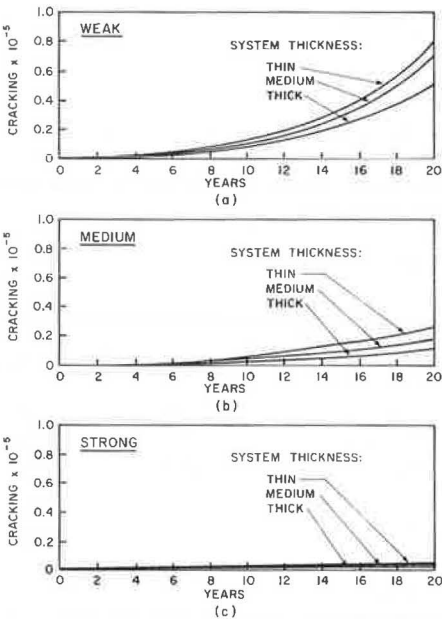 CRACKING x 10⁻⁵
1.0
0.8
0.6
0.4
0.2
0
WEAK
SYSTEM THICKNESS:
THIN
MEDIUM
THICK
0 2 4 6 8 10 12 14 16 18 20
YEARS
(a)
CRACKING x 10⁻⁵
1.0
0.8
0.6
0.4
0.2
0
MEDIUM
SYSTEM THICKNESS:
THIN
MEDIUM
THICK
0 2 4 6 8 10 12 14 16 18 20
YEARS
(b)
CRACKING x 10⁻⁵
1.0
0.8
0.6
0.4
0.2
0
STRONG
SYSTEM THICKNESS:
THIN
MEDIUM
THICK
0 2 4 6 8 10 12 14 16 18 20
YEARS
(c)